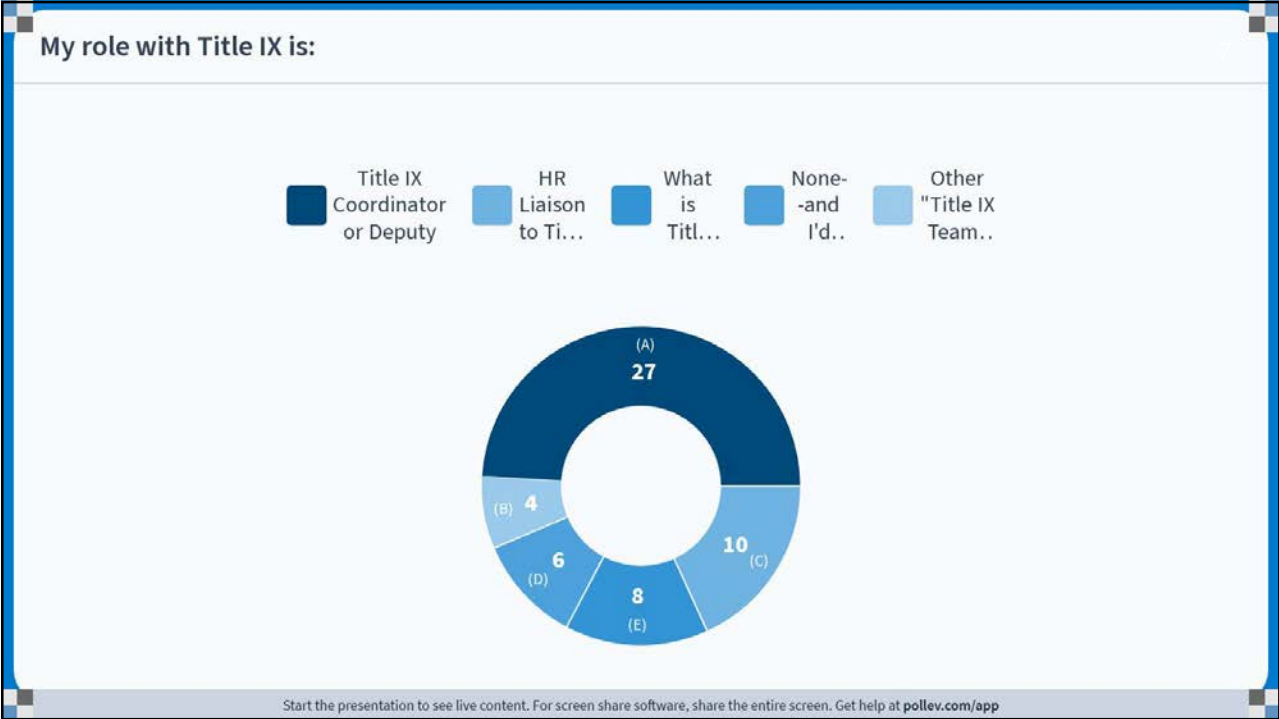 My role with Title IX is:
Title IX
Coordinator
or Deputy
HR
Liaison
to Ti...
What
is
Titl...
None-
-and
I'd..
Other
"Title IX
Team..
(A)
27
(B) 4
10
(C)
6
(D)
8
(E)
Start the presentation to see live content. For screen share software, share the entire screen. Get help at pollev.com/app